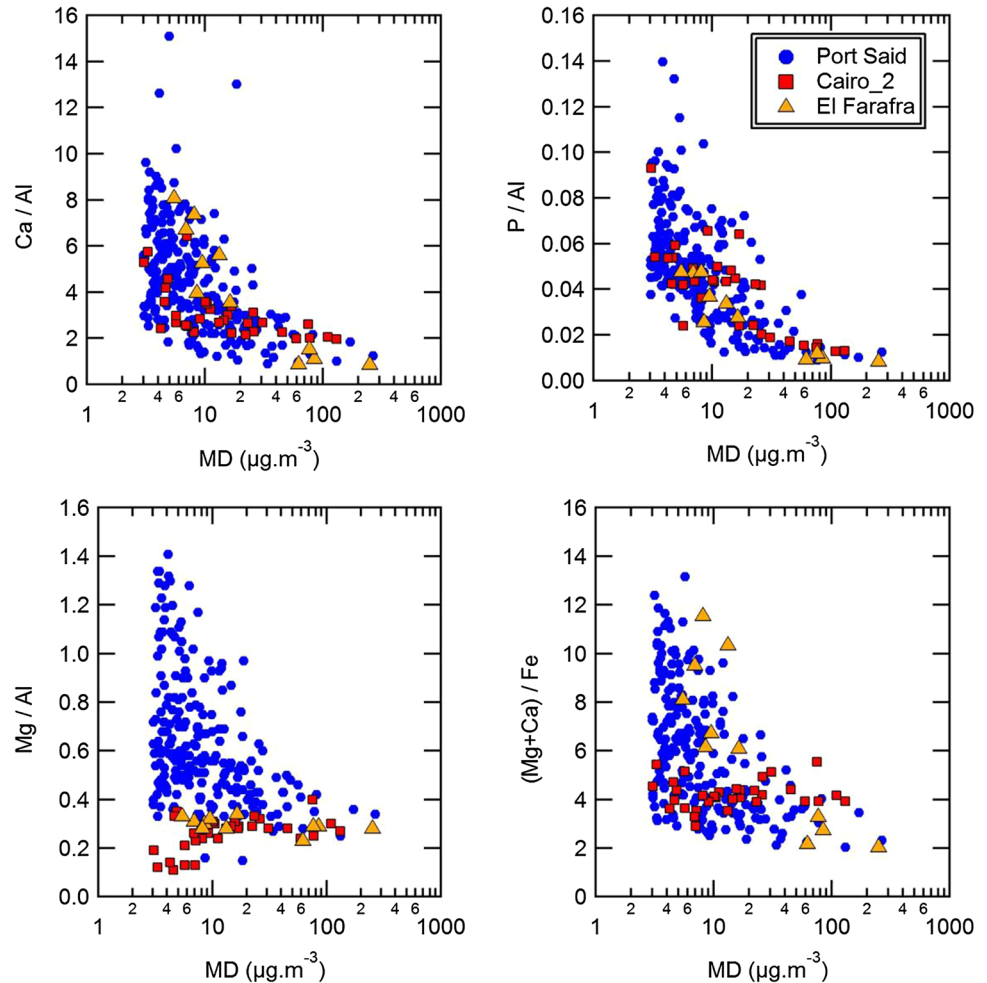 16
14
12
10
8
6
4
2
0
Ca / Al
2 4 6 2 4 6 2 4 6
1 10 100 1000
MD (µg.m-3)
0.16
0.14
0.12
0.10
0.08
0.06
0.04
0.02
0.00
P / Al
Port Said
Cairo_2
El Farafra
2 4 6 2 4 6 2 4 6
1 10 100 1000
MD (µg.m-3)
1.6
1.4
1.2
1.0
0.8
0.6
0.4
0.2
0.0
Mg / Al
2 4 6 2 4 6 2 4 6
1 10 100 1000
MD (µg.m-3)
16
14
12
10
8
6
4
2
0
(Mg+Ca) / Fe
2 4 6 2 4 6 2 4 6
1 10 100 1000
MD (µg.m-3)